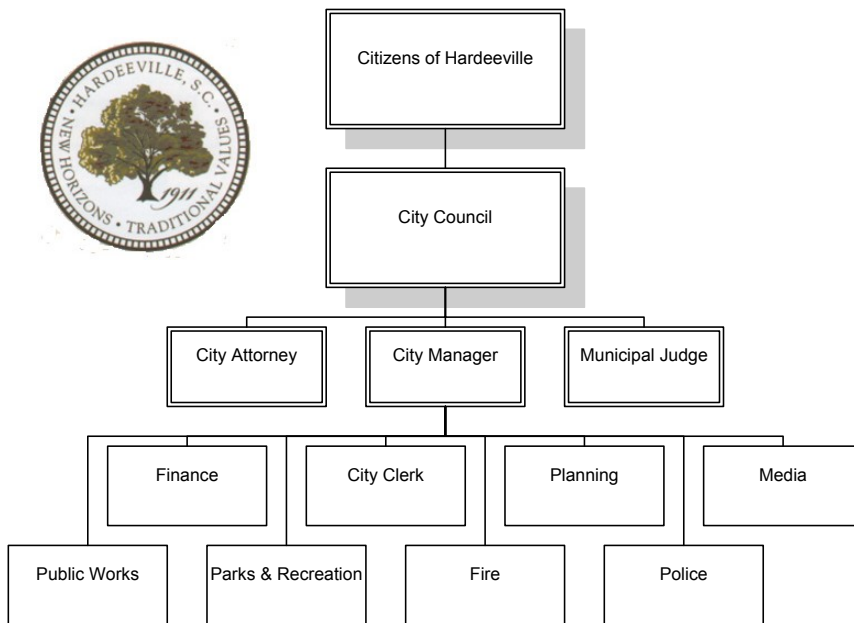 HARDEEVILLE, S.C.
NEW HORIZONS • TRADITIONAL VALUES
1911
Citizens of Hardeeville
City Council
City Attorney
City Manager
Municipal Judge
Finance
City Clerk
Planning
Media
Public Works
Parks & Recreation
Fire
Police